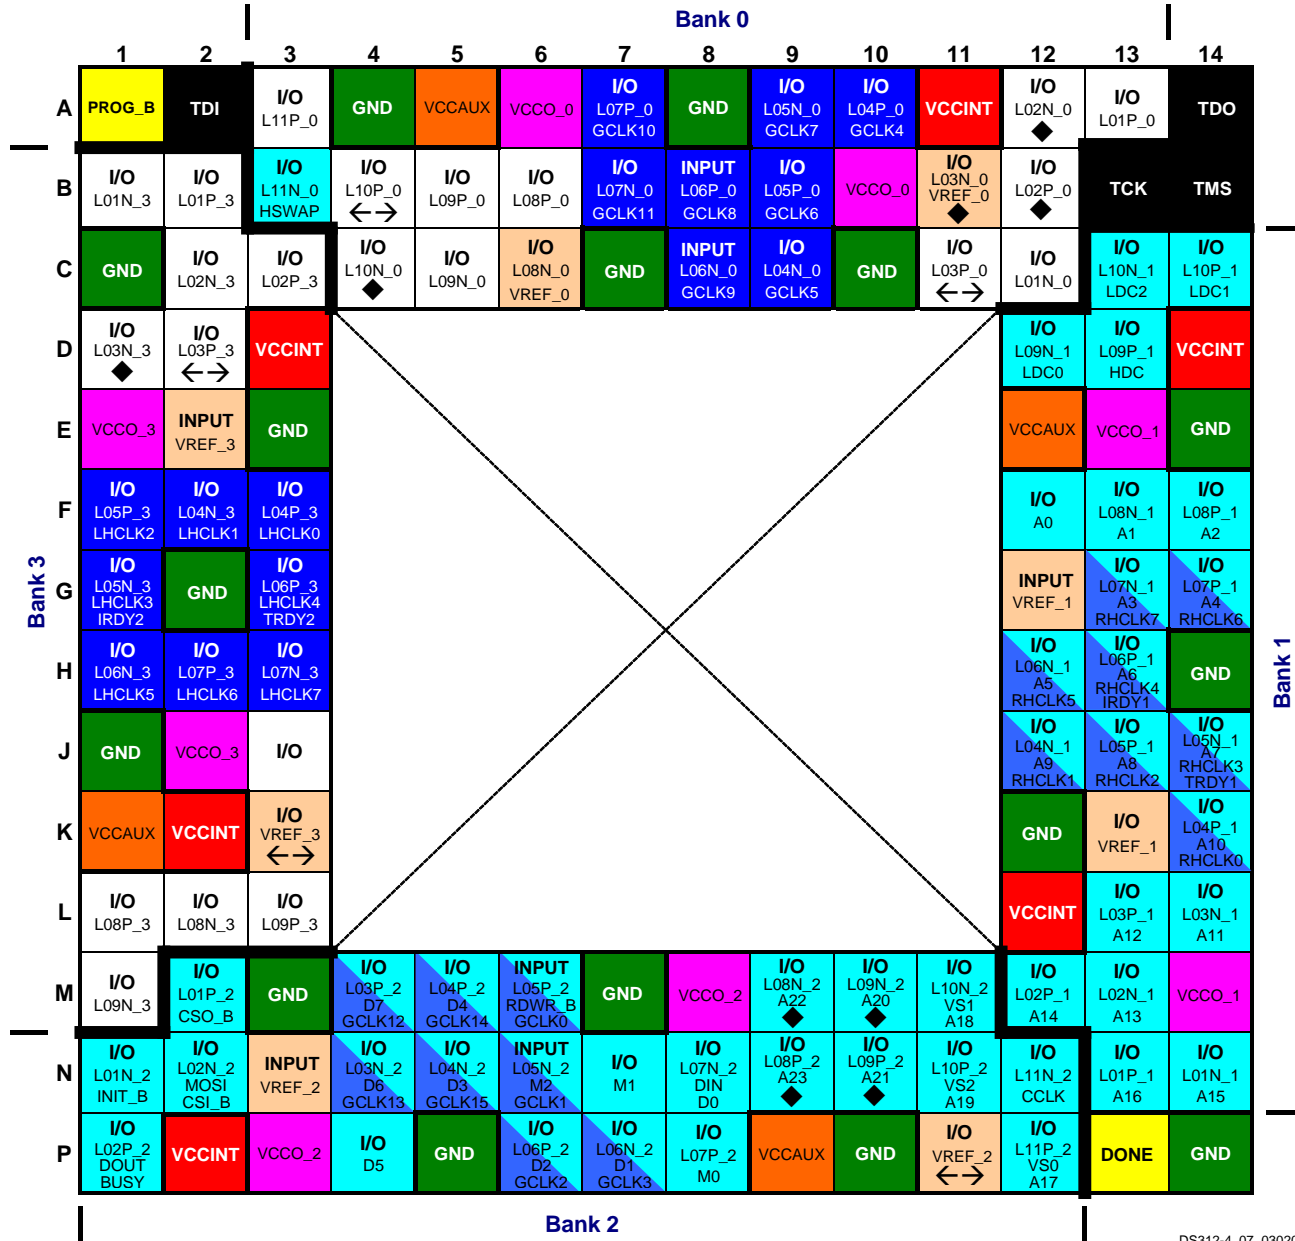 Bank 0
1 2 3 4 5 6 7 8 9 10 11 12 13 14
A
PROG_B
TDI
I/O
L11P_0
GND
VCCAUX
VCCO_0
I/O
L07P_0
GCLK10
GND
I/O
L05N_0
GCLK7
I/O
L04P_0
GCLK4
VCCINT
I/O
L02N_0
◆
I/O
L01P_0
TDO
B
I/O
L01N_3
I/O
L01P_3
I/O
L11N_0
HSWAP
I/O
L10P_0
←→
I/O
L09P_0
I/O
L08P_0
I/O
L07N_0
GCLK11
INPUT
L06P_0
GCLK8
I/O
L05P_0
GCLK6
VCCO_0
I/O
L03N_0
VREF_0
◆
I/O
L02P_0
◆
TCK
TMS
C
GND
I/O
L02N_3
I/O
L02P_3
I/O
L10N_0
◆
I/O
L09N_0
I/O
L08N_0
VREF_0
GND
INPUT
L06N_0
GCLK9
I/O
L04N_0
GCLK5
GND
I/O
L03P_0
←→
I/O
L01N_0
I/O
L10N_1
LDC2
I/O
L10P_1
LDC1
D
I/O
L03N_3
◆
I/O
L03P_3
←→
VCCINT
I/O
L09N_1
LDC0
I/O
L09P_1
HDC
VCCINT
E
VCCO_3
INPUT
VREF_3
GND
VCCAUX
VCCO_1
GND
F
I/O
L05P_3
LHCLK2
I/O
L04N_3
LHCLK1
I/O
L04P_3
LHCLK0
I/O
A0
I/O
L08N_1
A1
I/O
L08P_1
A2
Bank 3
G
I/O
L05N_3
LHCLK3
IRDY2
GND
I/O
L06P_3
LHCLK4
TRDY2
INPUT
VREF_1
I/O
L07N_1
A3
RHCLK7
I/O
L07P_1
A4
RHCLK6
H
I/O
L06N_3
LHCLK5
I/O
L07P_3
LHCLK6
I/O
L07N_3
LHCLK7
I/O
L06N_1
A5
RHCLK5
I/O
L06P_1
A6
RHCLK4
IRDY1
GND
Bank 1
J
GND
VCCO_3
I/O
I/O
L04N_1
A9
RHCLK1
I/O
L05P_1
A8
RHCLK2
I/O
L05N_1
A7
RHCLK3
TRDY1
K
VCCAUX
VCCINT
I/O
VREF_3
←→
GND
I/O
VREF_1
I/O
L04P_1
A10
RHCLK0
L
I/O
L08P_3
I/O
L08N_3
I/O
L09P_3
VCCINT
I/O
L03P_1
A12
I/O
L03N_1
A11
M
I/O
L09N_3
I/O
L01P_2
CSO_B
GND
I/O
L03P_2
D7
GCLK12
I/O
L04P_2
D4
GCLK14
INPUT
L05P_2
RDWR_B
GCLK0
GND
VCCO_2
I/O
L08N_2
A22
◆
I/O
L09N_2
A20
◆
I/O
L10N_2
VS1
A18
I/O
L02P_1
A14
I/O
L02N_1
A13
VCCO_1
N
I/O
L01N_2
INIT_B
I/O
L02N_2
MOSI
CSI_B
INPUT
VREF_2
I/O
L03N_2
D6
GCLK13
I/O
L04N_2
D3
GCLK15
INPUT
L05N_2
M2
GCLK1
I/O
M1
I/O
L07N_2
DIN
D0
I/O
L08P_2
A23
◆
I/O
L09P_2
A21
◆
I/O
L10P_2
VS2
A19
I/O
L11N_2
CCLK
I/O
L01P_1
A16
I/O
L01N_1
A15
P
I/O
L02P_2
DOUT
BUSY
VCCINT
VCCO_2
I/O
D5
GND
I/O
L06P_2
D2
GCLK2
I/O
L06N_2
D1
GCLK3
I/O
L07P_2
M0
VCCAUX
GND
I/O
VREF_2
←→
I/O
L11P_2
VS0
A17
DONE
GND
Bank 2